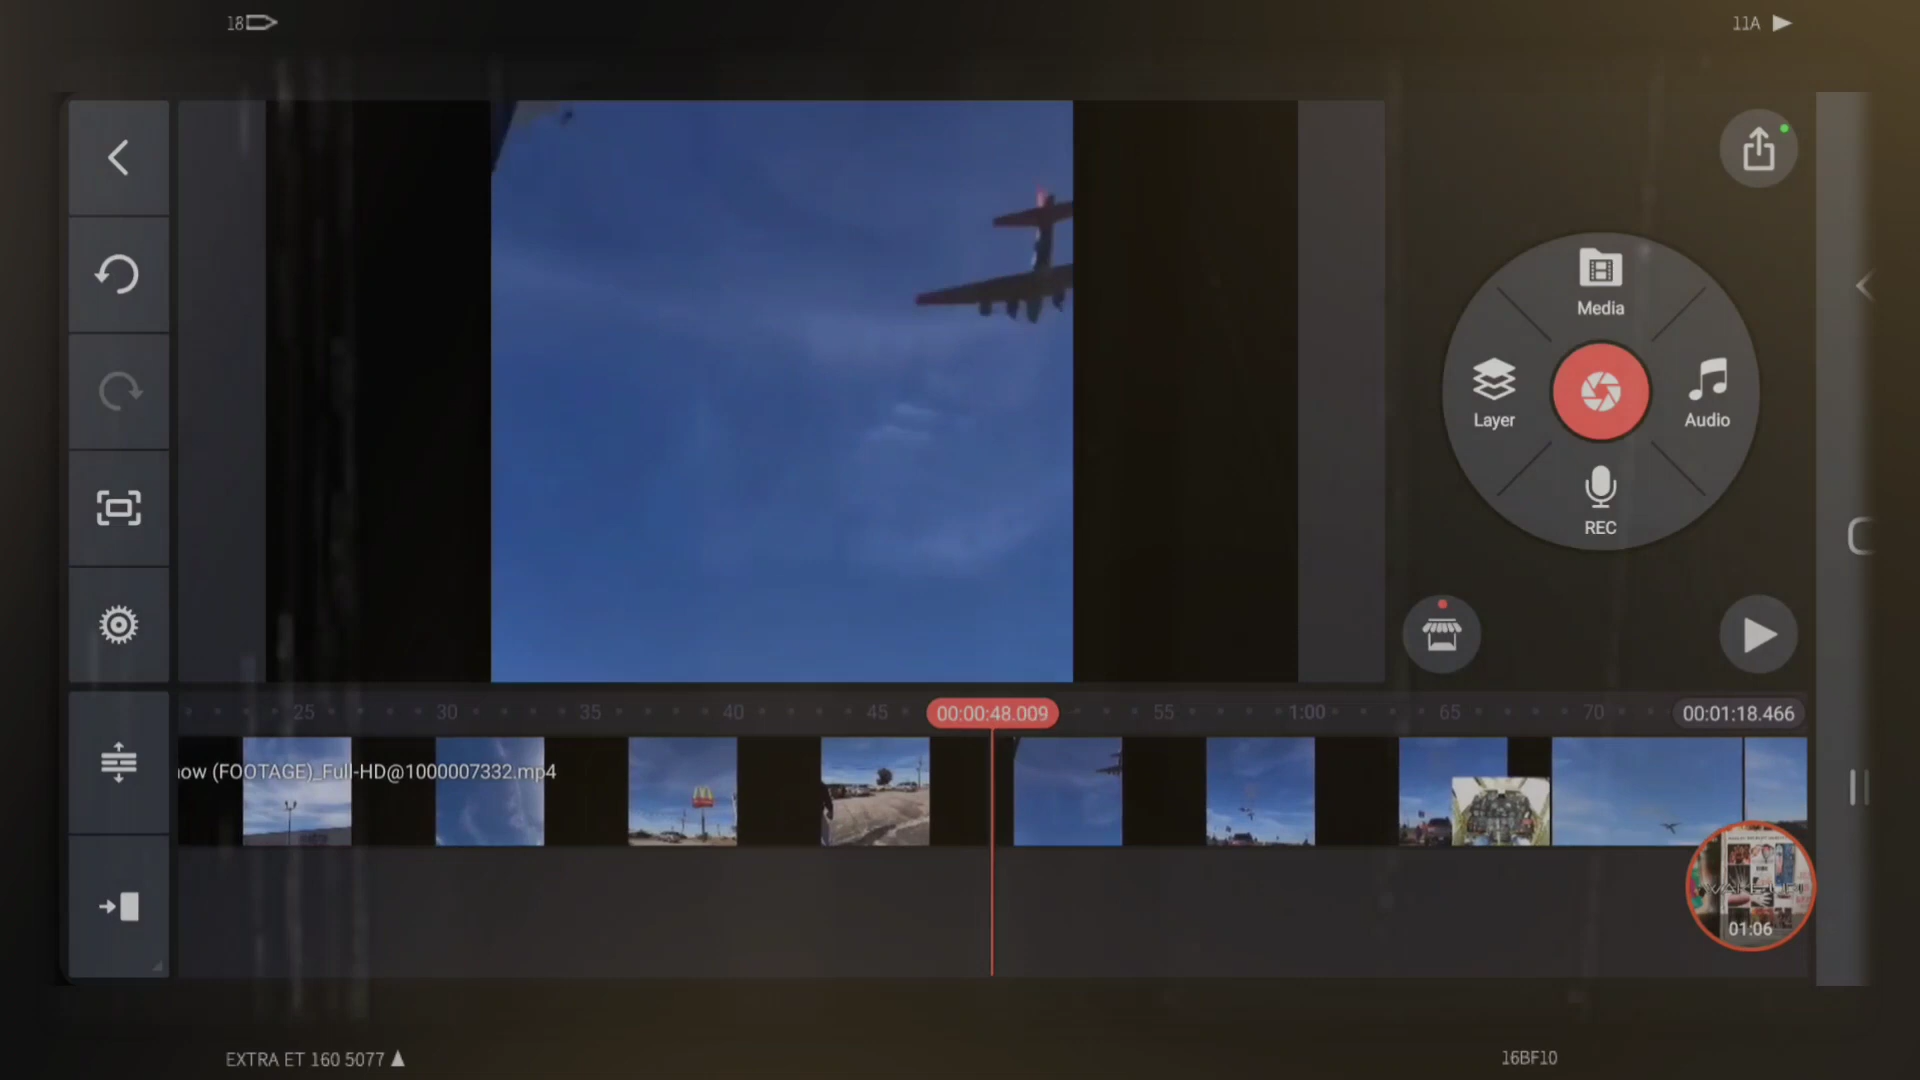 18
11A
Media
Layer
Audio
REC
25
30
35
40
45
00:00:48.009
55
1:00
65
70
00:01:18.466
now (FOOTAGE)_Full-HD@1000007332.mp4
01:06
EXTRA ET 160 5077
16BF10